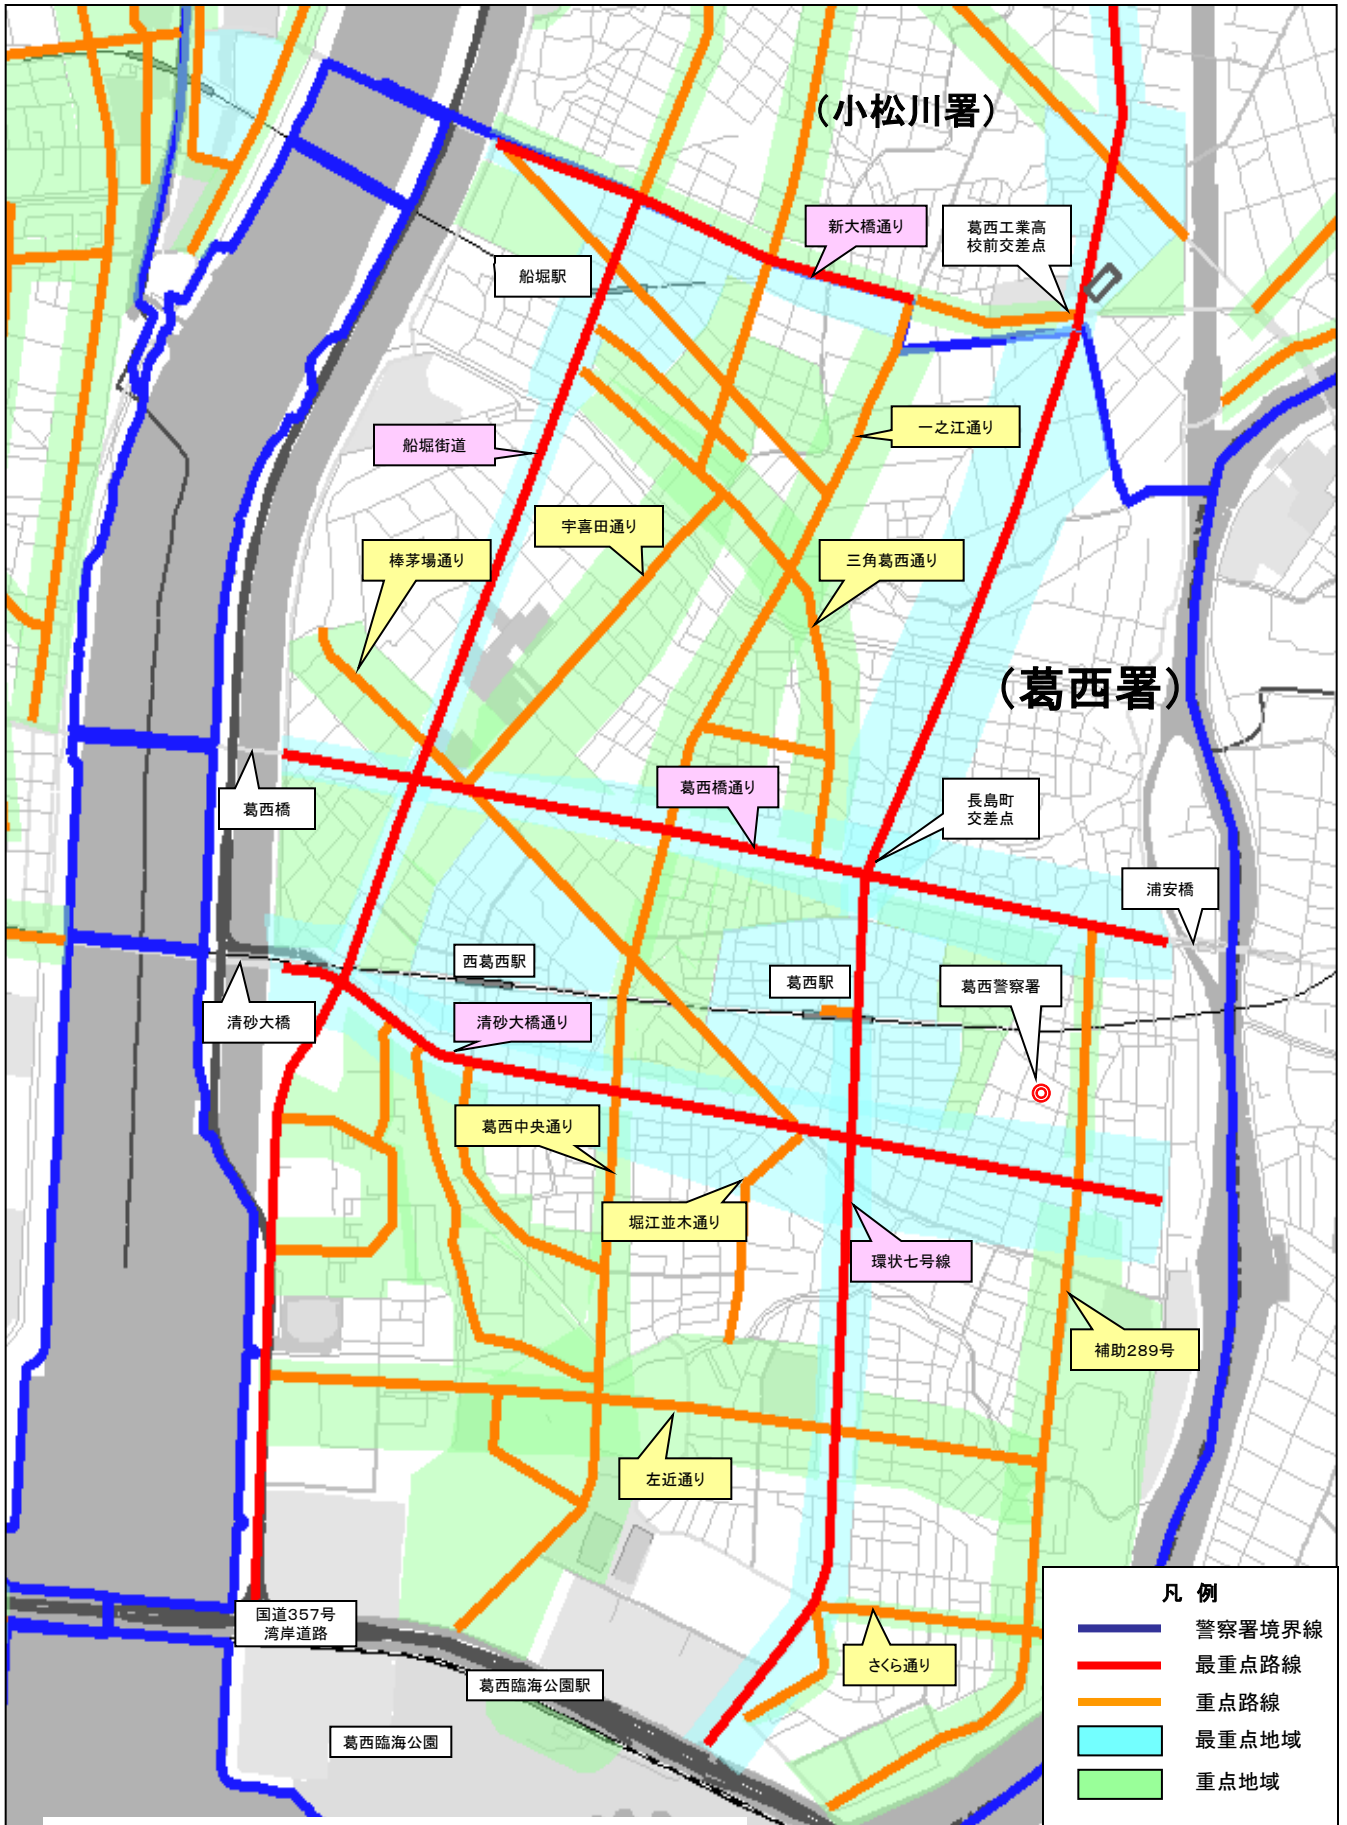 (小松川署)
新大橋通り
葛西工業高
校前交差点
船堀駅
一之江通り
船堀街道
宇喜田通り
棒茅場通り
三角葛西通り
(葛西署)
葛西橋通り
長島町
交差点
葛西橋
浦安橋
西葛西駅
葛西駅
葛西警察署
清砂大橋
清砂大橋通り
葛西中央通り
堀江並木通り
環状七号線
補助289号
左近通り
国道357号
湾岸道路
さくら通り
葛西臨海公園駅
葛西臨海公園
凡 例
警察署境界線
最重点路線
重点路線
最重点地域
重点地域